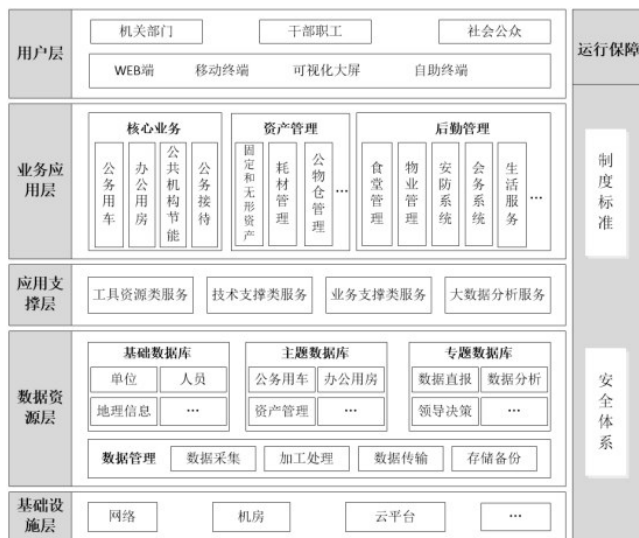 用户层
机关部门
干部职工
社会公众
WEB端
移动终端
可视化大屏
自助终端
运行保障
制度标准
安全体系
业务应用层
核心业务
公务用车
办公用房
公共机构节能
公务接待
资产管理
固定和无形资产
耗材管理
公物仓管理
…
后勤管理
食堂管理
物业管理
安防系统
会务系统
生活服务
…
应用支撑层
工具资源类服务
技术支撑类服务
业务支撑类服务
大数据分析服务
数据资源层
基础数据库
单位
人员
地理信息
…
主题数据库
公务用车
办公用房
资产管理
…
专题数据库
数据直报
数据分析
领导决策
…
数据管理
数据采集
加工处理
数据传输
存储备份
基础设施层
网络
机房
云平台
…